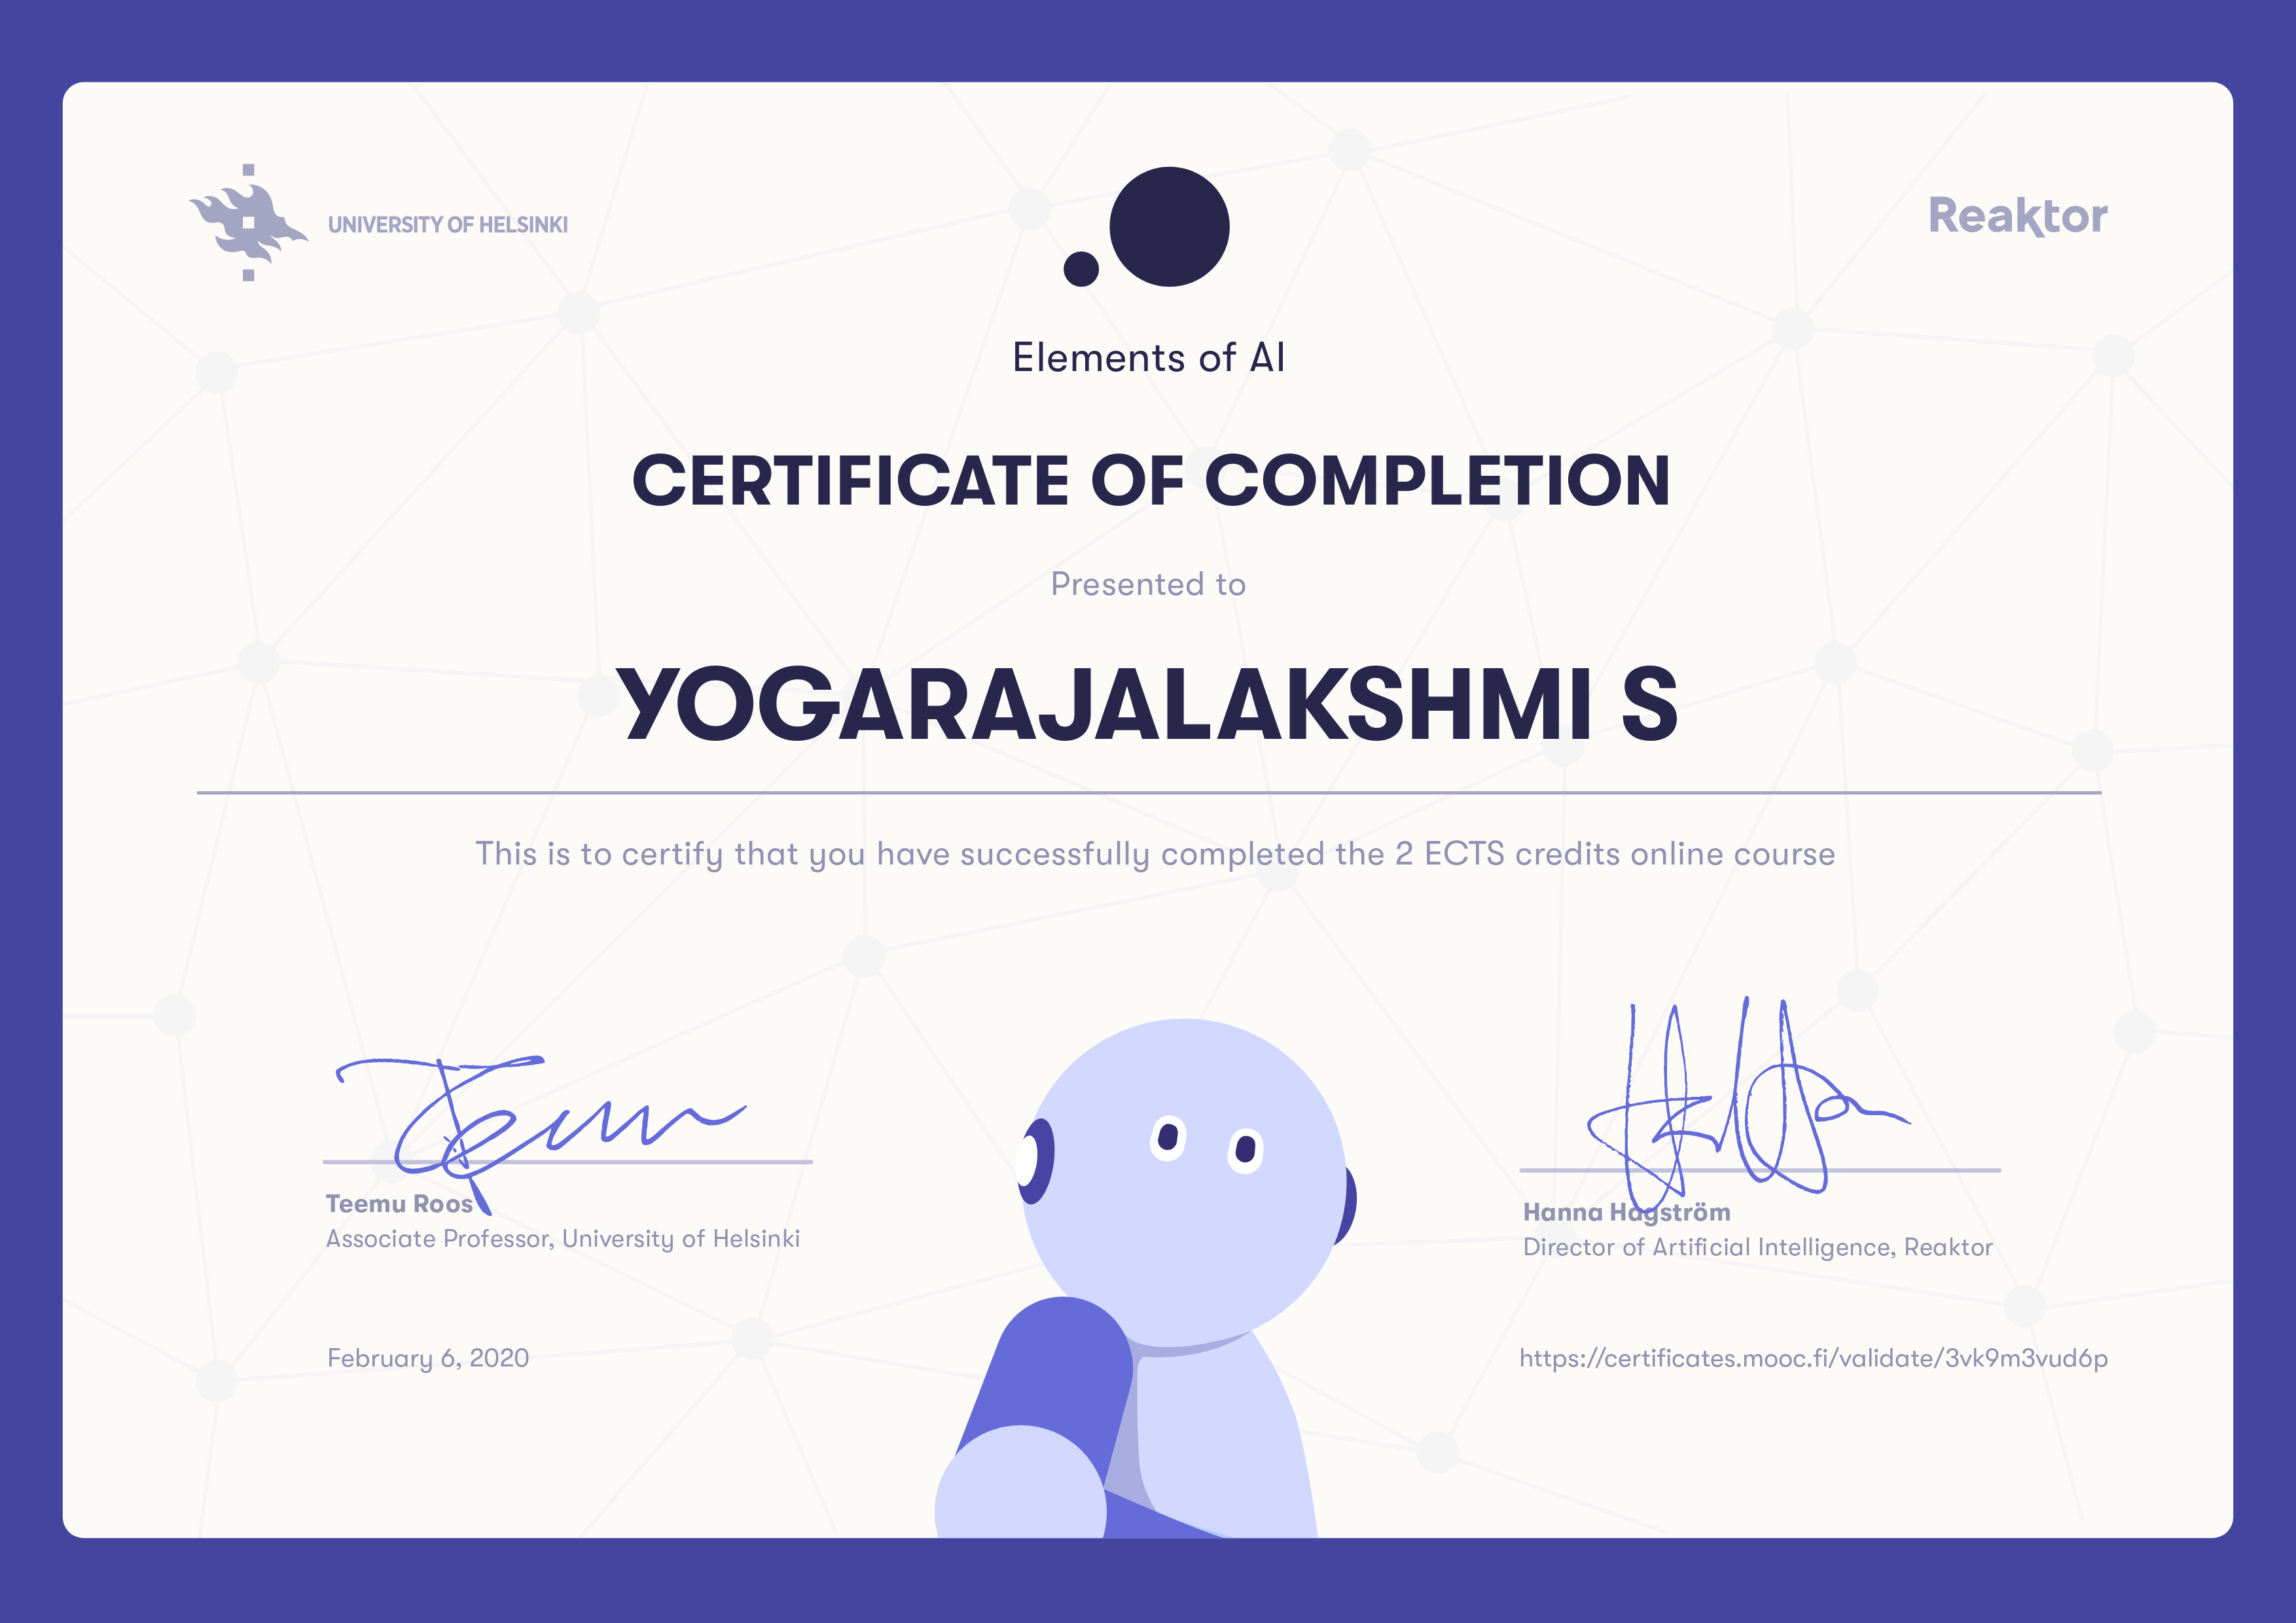 UNIVERSITY OF HELSINKI
Reaktor
Elements of AI
CERTIFICATE OF COMPLETION
Presented to
YOGARAJALAKSHMI S
This is to certify that you have successfully completed the 2 ECTS credits online course
Teemu Roos
Associate Professor, University of Helsinki
Hanna Hagström
Director of Artificial Intelligence, Reaktor
February 6, 2020
https://certificates.mooc.fi/validate/3vk9m3vud6p